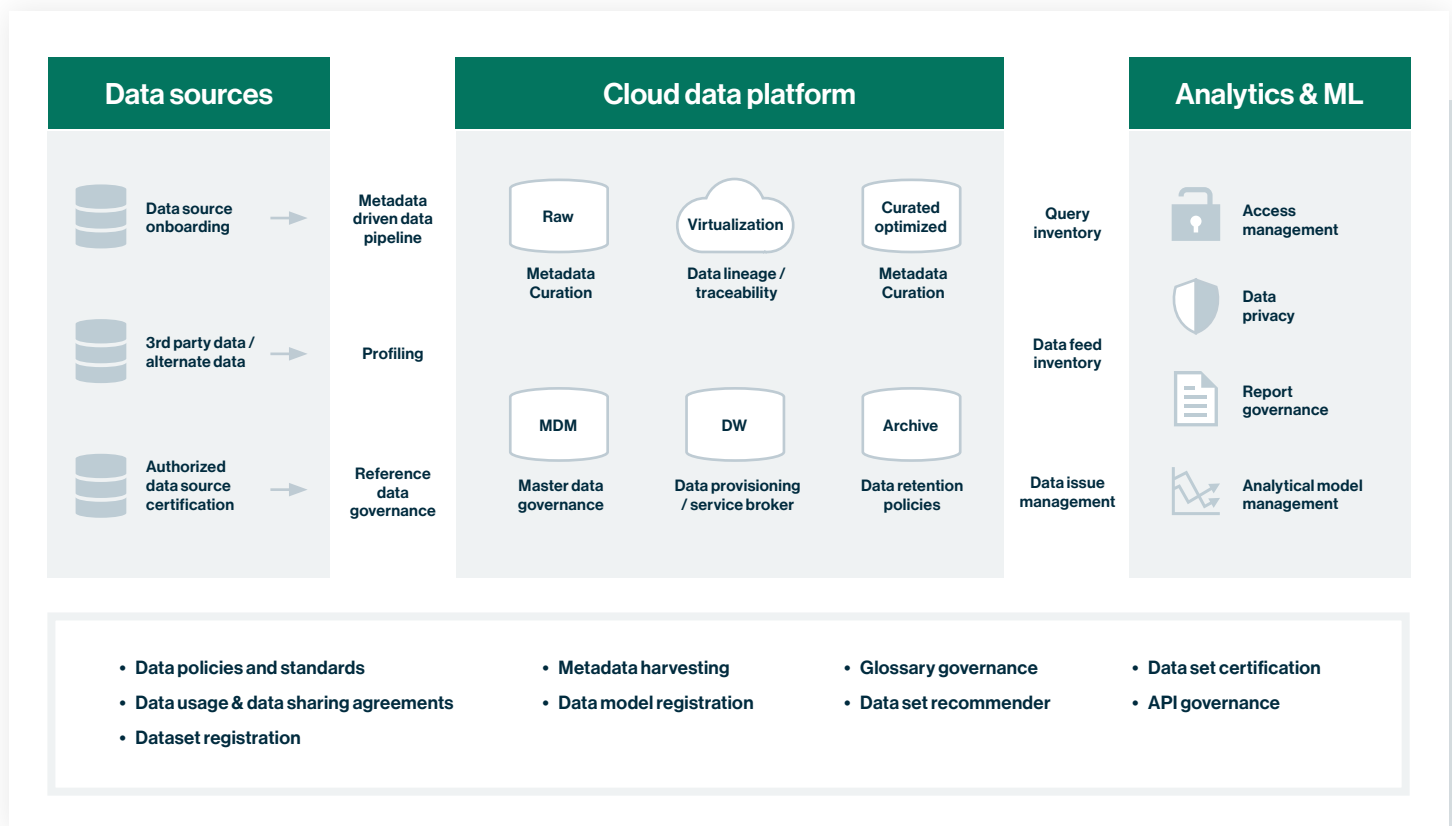 Data sources
Data source
onboarding
3rd party data /
alternate data
Authorized
data source
certification
Metadata
driven data
pipeline
Profiling
Reference
data
governance
Cloud data platform
Raw
Metadata
Curation
Virtualization
Data lineage /
traceability
Curated
optimized
Metadata
Curation
MDM
Master data
governance
DW
Data provisioning
/ service broker
Archive
Data retention
policies
Query
inventory
Data feed
inventory
Data issue
management
Analytics & ML
Access
management
Data
privacy
Report
governance
Analytical model
management
• Data policies and standards
• Data usage & data sharing agreements
• Dataset registration
• Metadata harvesting
• Data model registration
• Glossary governance
• Data set recommender
• Data set certification
• API governance